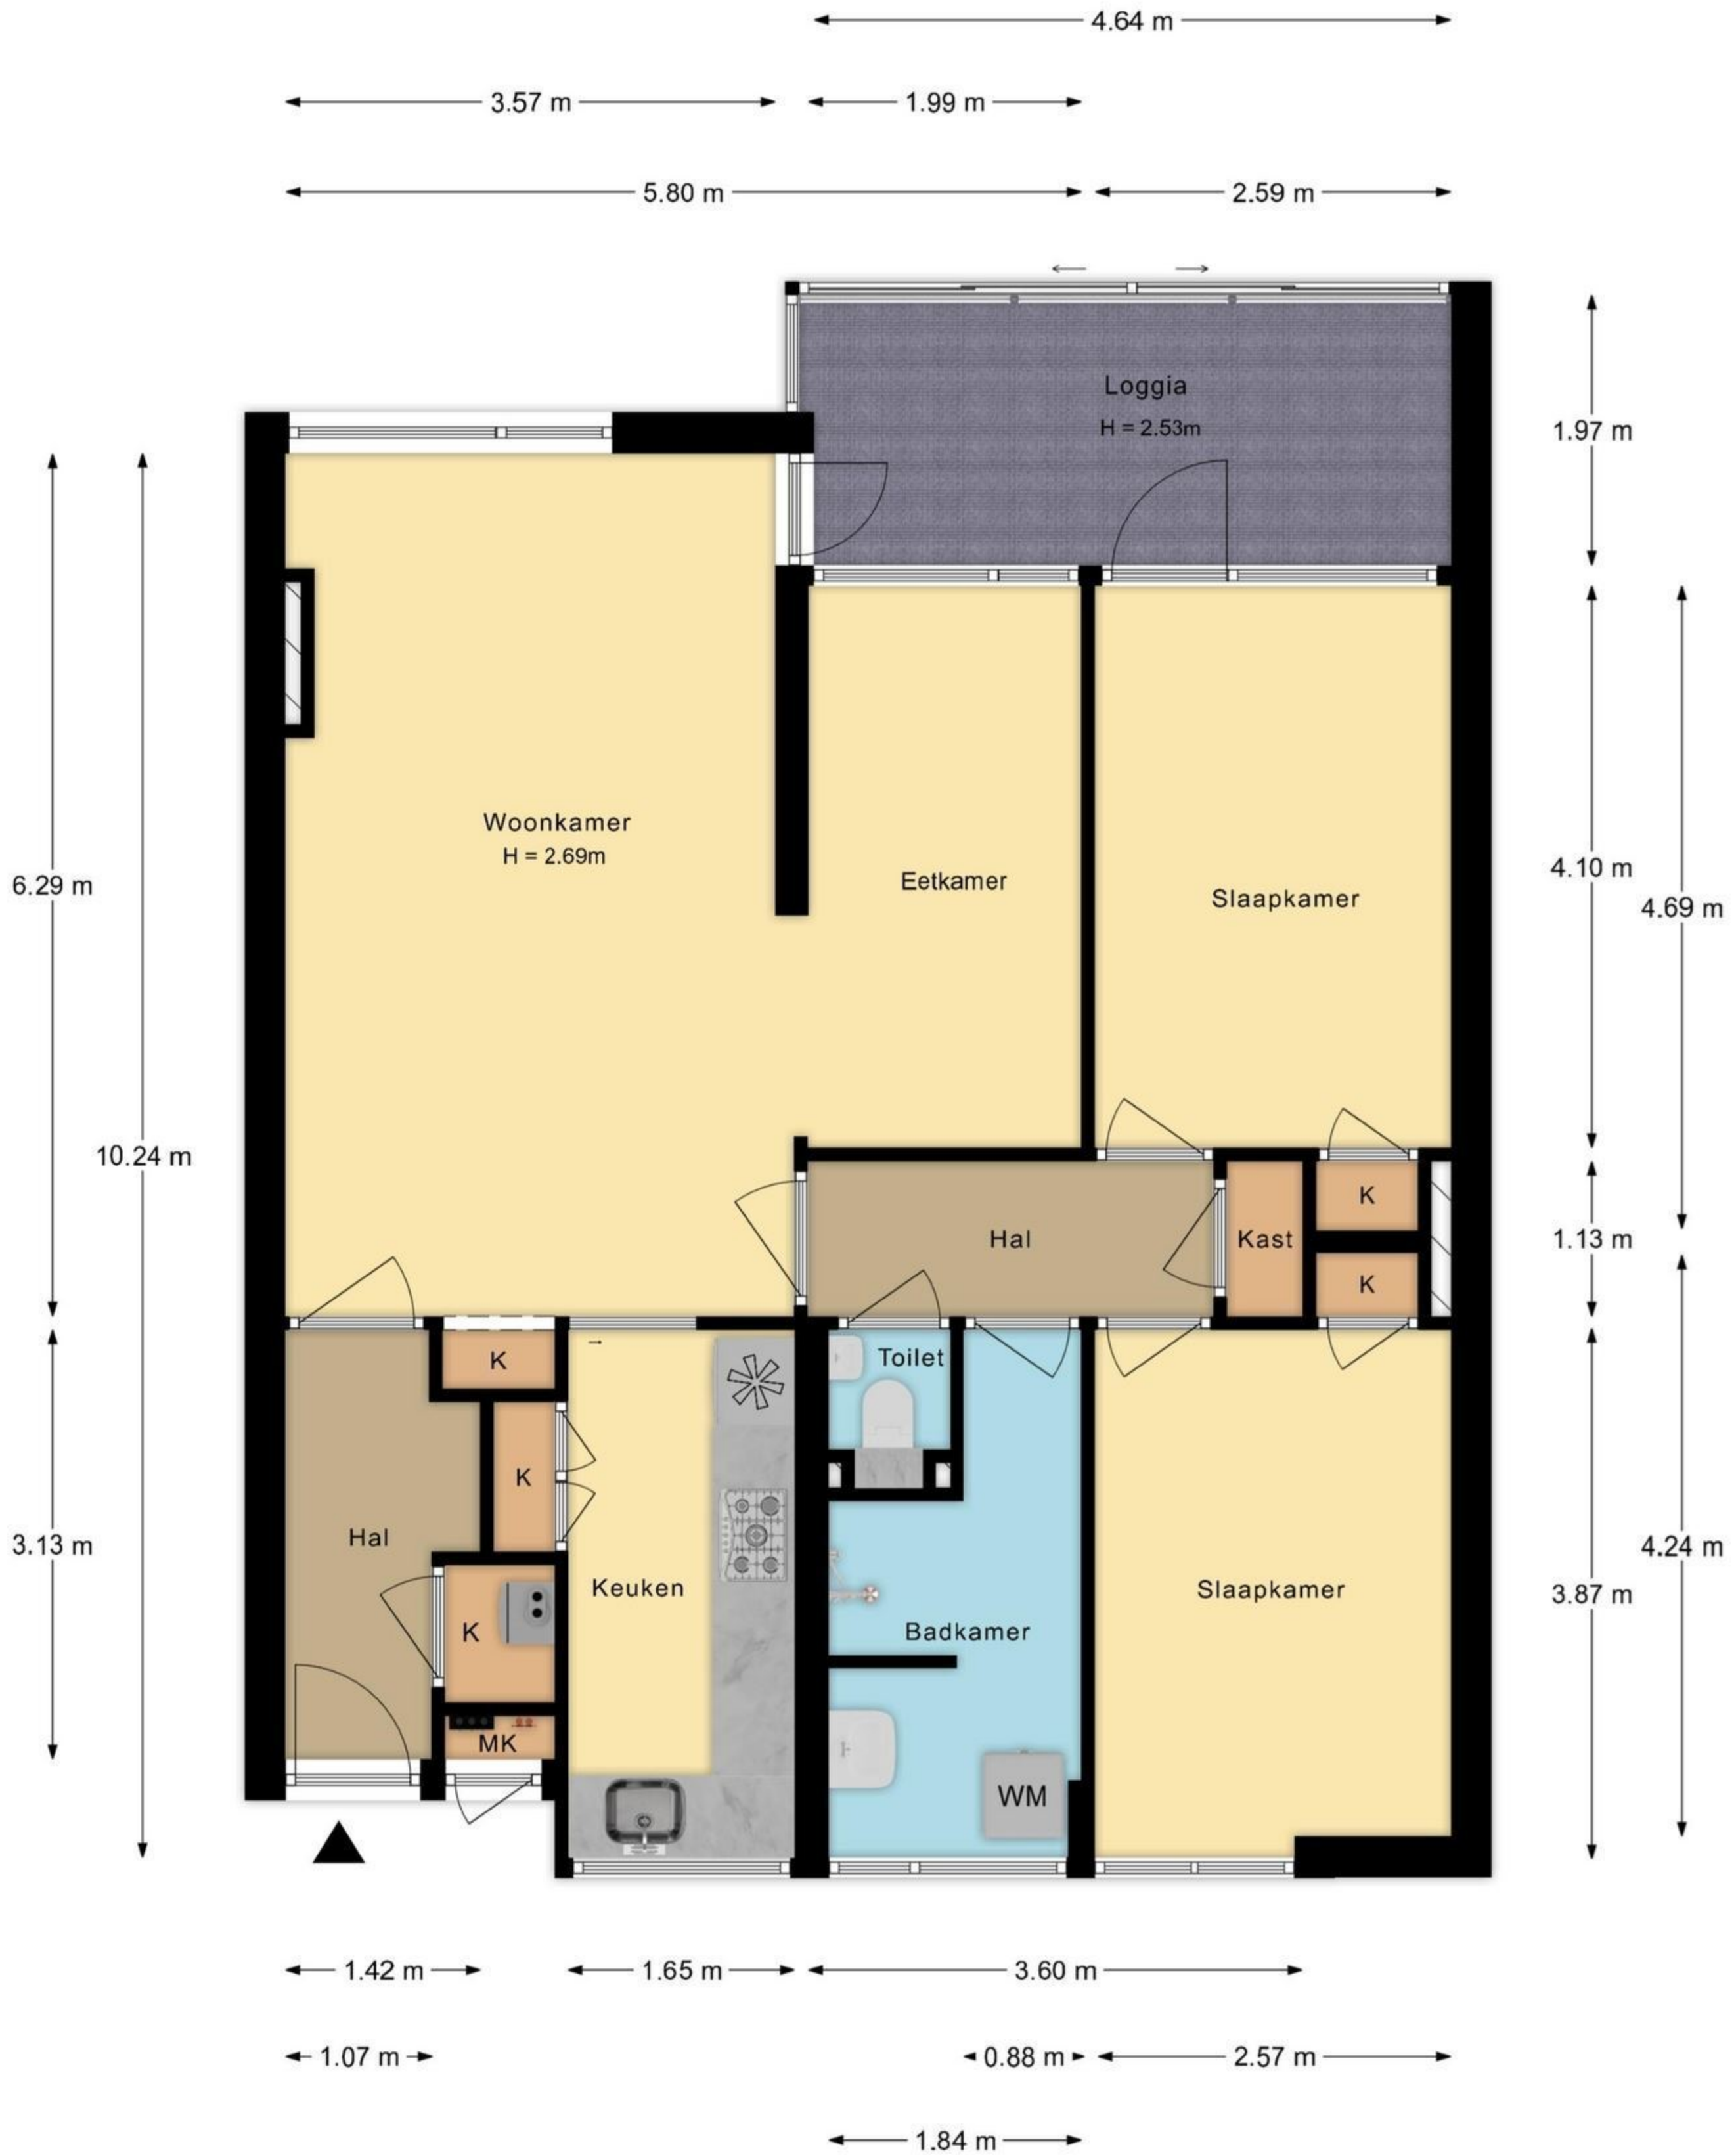 4.64 m
3.57 m
1.99 m
5.80 m
2.59 m
Loggia
H = 2.53m
1.97 m
Woonkamer
H = 2.69m
Eetkamer
Slaapkamer
6.29 m
4.10 m
4.69 m
10.24 m
K
Hal
Kast
1.13 m
K
K
Toilet
K
Hal
3.13 m
Keuken
K
Badkamer
Slaapkamer
4.24 m
3.87 m
MK
WM
1.42 m
1.65 m
3.60 m
1.07 m
0.88 m
2.57 m
1.84 m